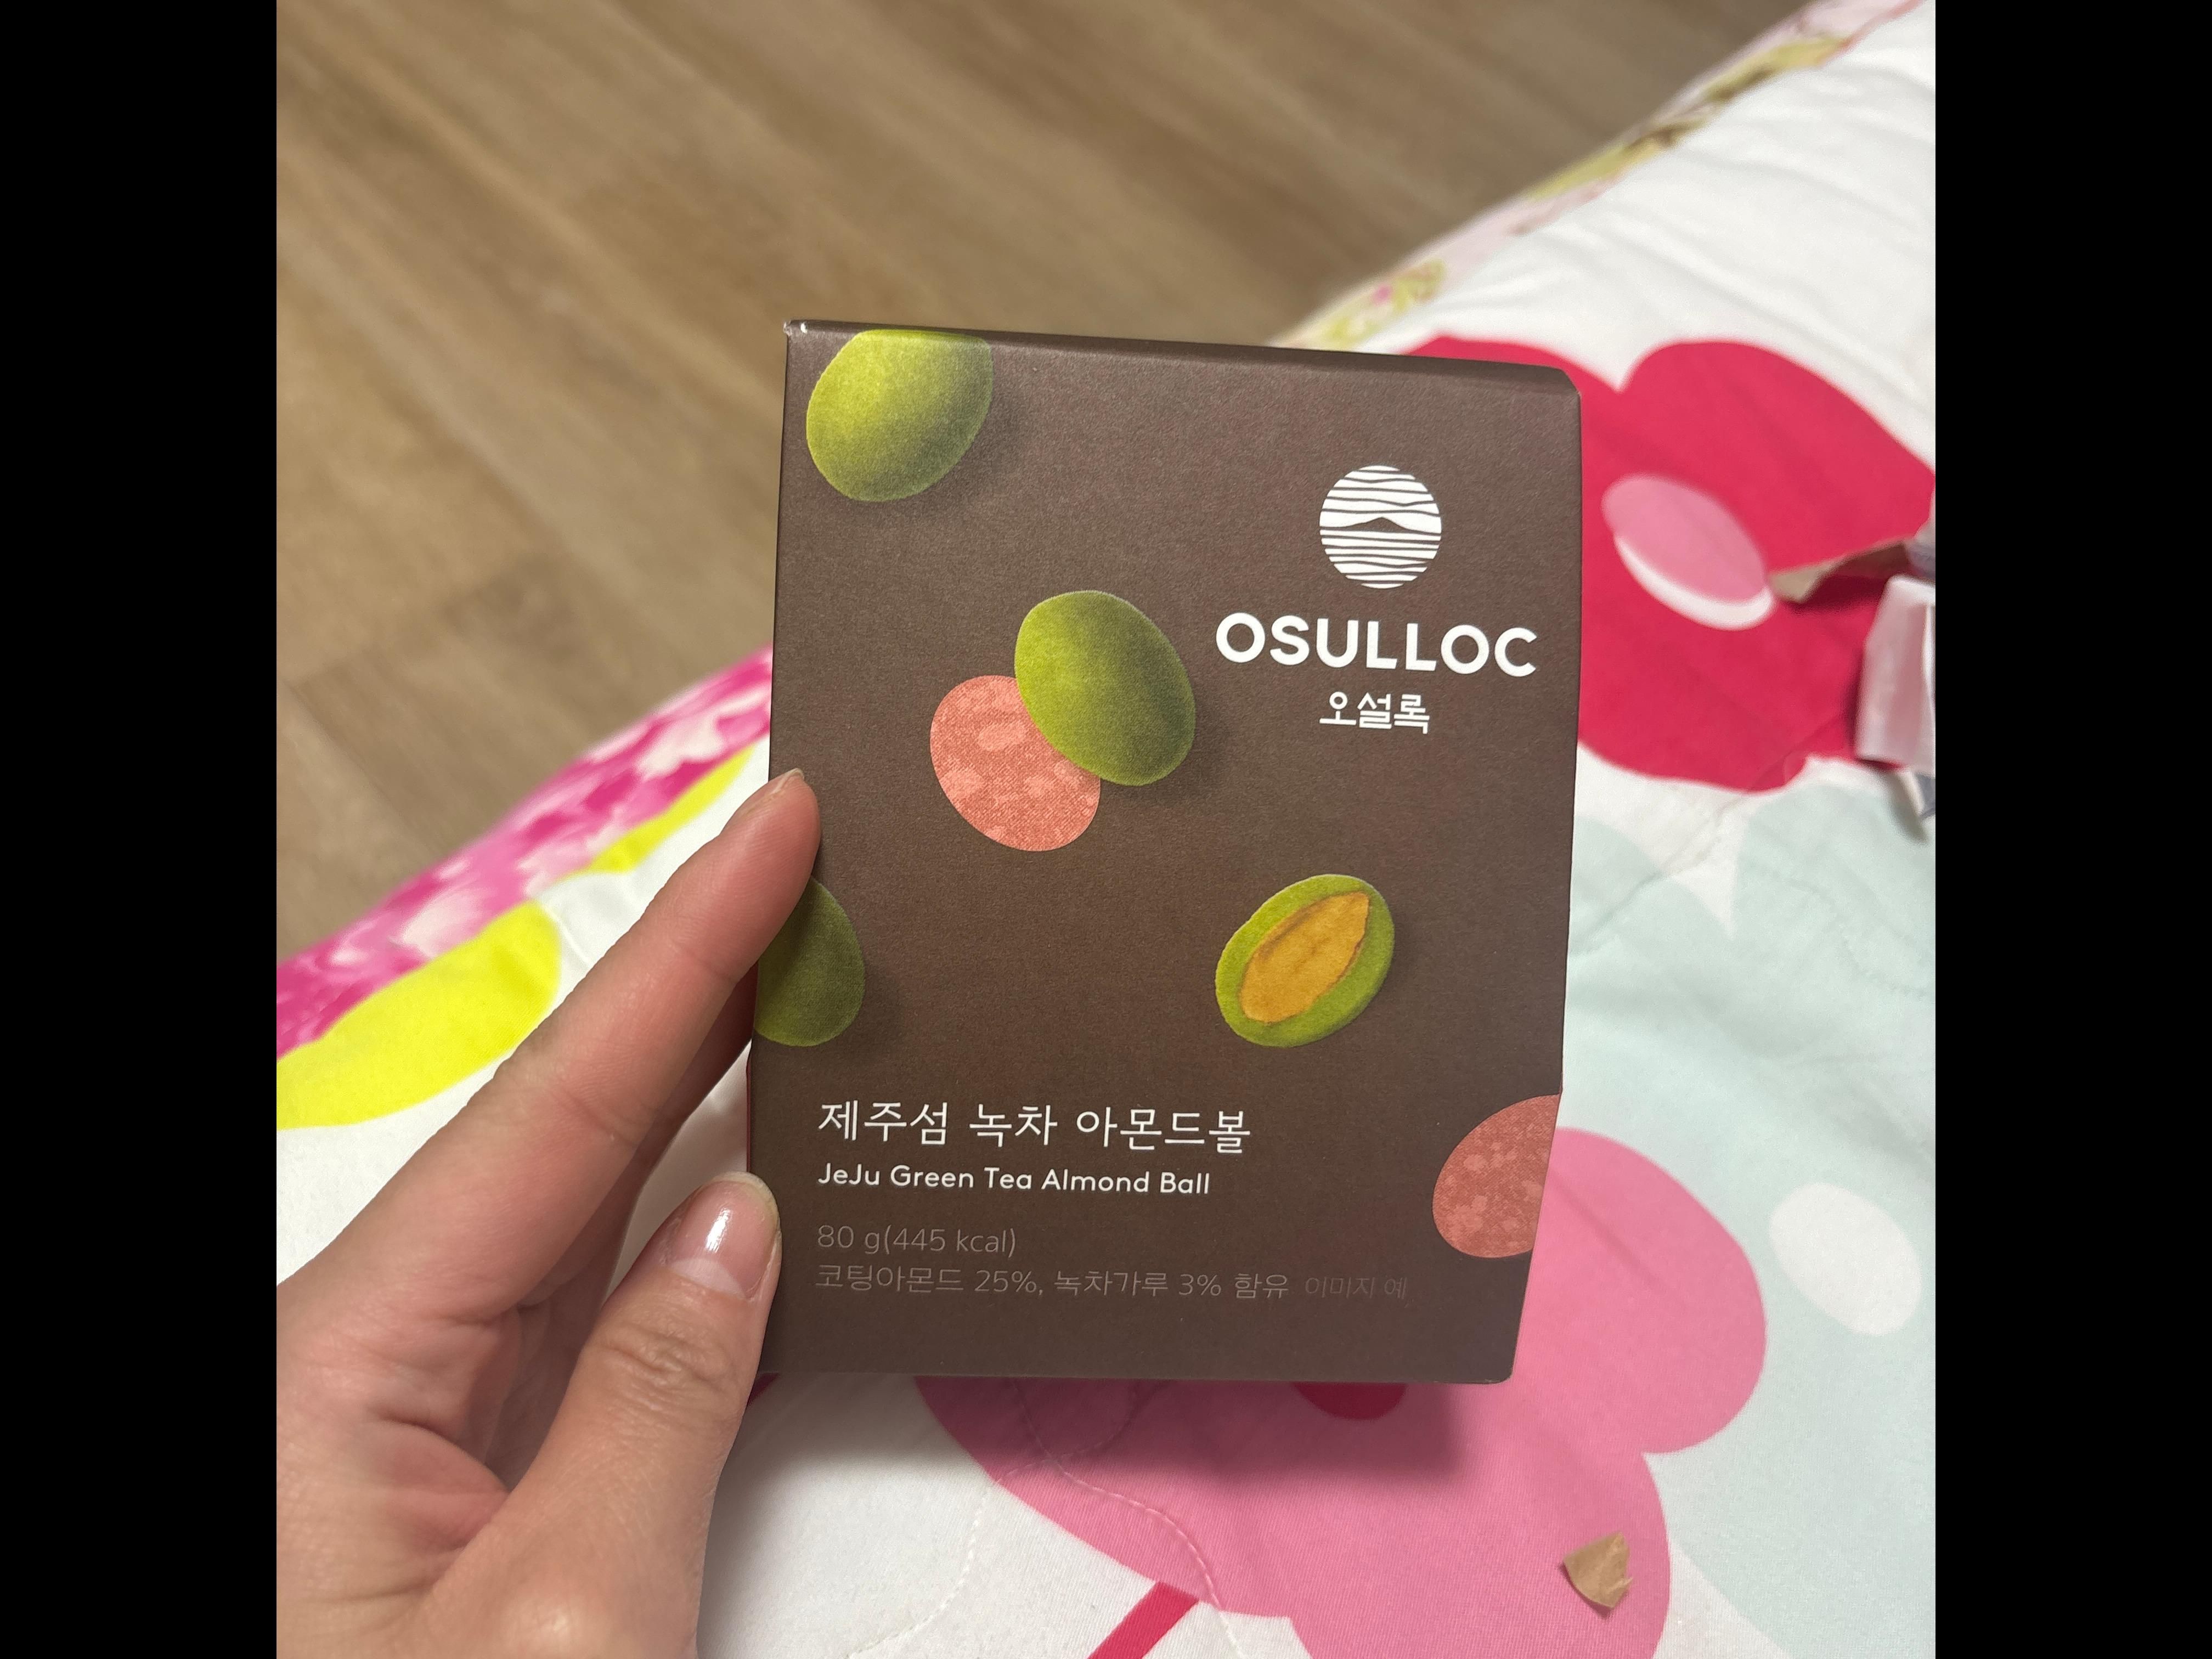 OSULLOC
오설록
제주섬 녹차 아몬드볼
JeJu Green Tea Almond Ball
80 g(445 kcal)
코팅아몬드 25%, 녹차가루 3% 함유 이미지 예